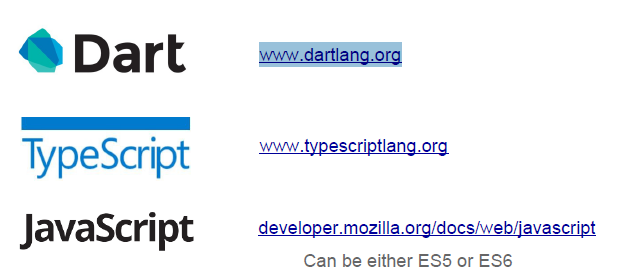 Dart www.dartlang.org
TypeScript www.typescriptlang.org
JavaScript developer.mozilla.org/docs/web/javascript
Can be either ES5 or ES6